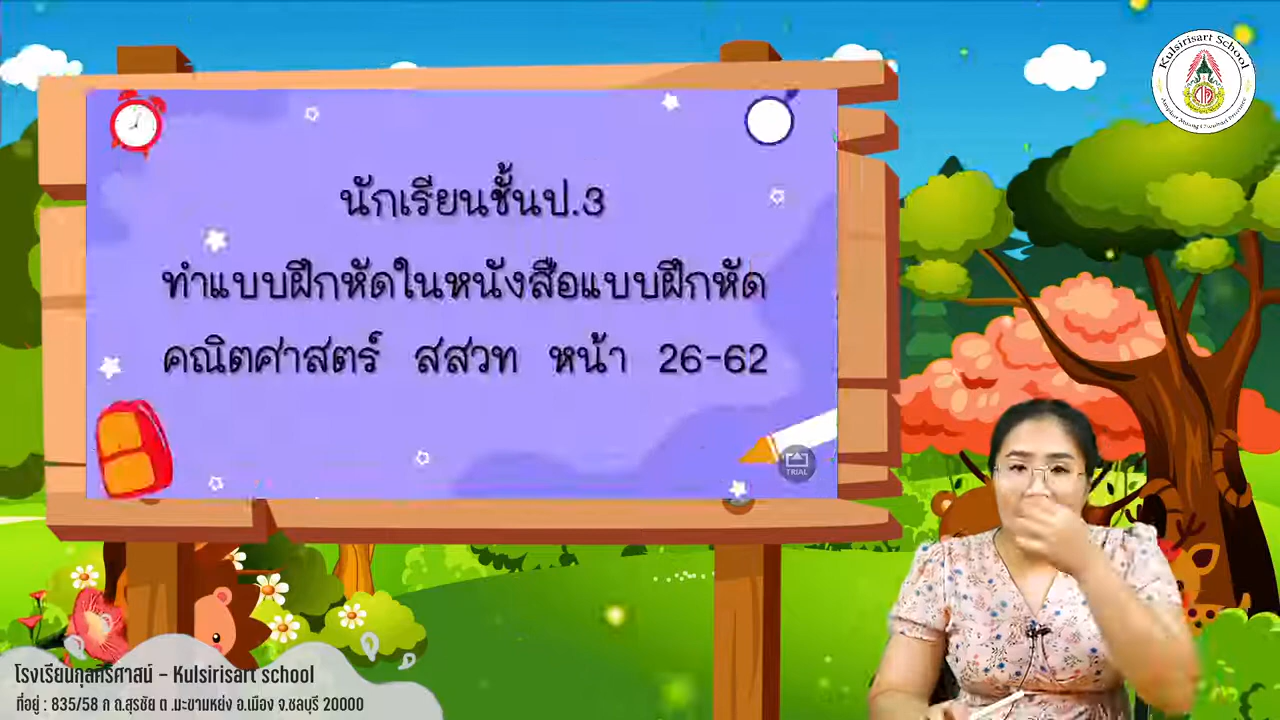 Kulsirisart School
นักเรียนชั้นป.3
ทำแบบฝึกหัดในหนังสือแบบฝึกหัด
คณิตศาสตร์ สสวท หน้า 26-62
TRIAL
โรงเรียนกุลศิริศาสน์ - Kulsirisart school
ที่อยู่ : 835/58 ก ถ.สุรชัย ต .มะขามหย่ง อ.เมือง จ.ชลบุรี 20000